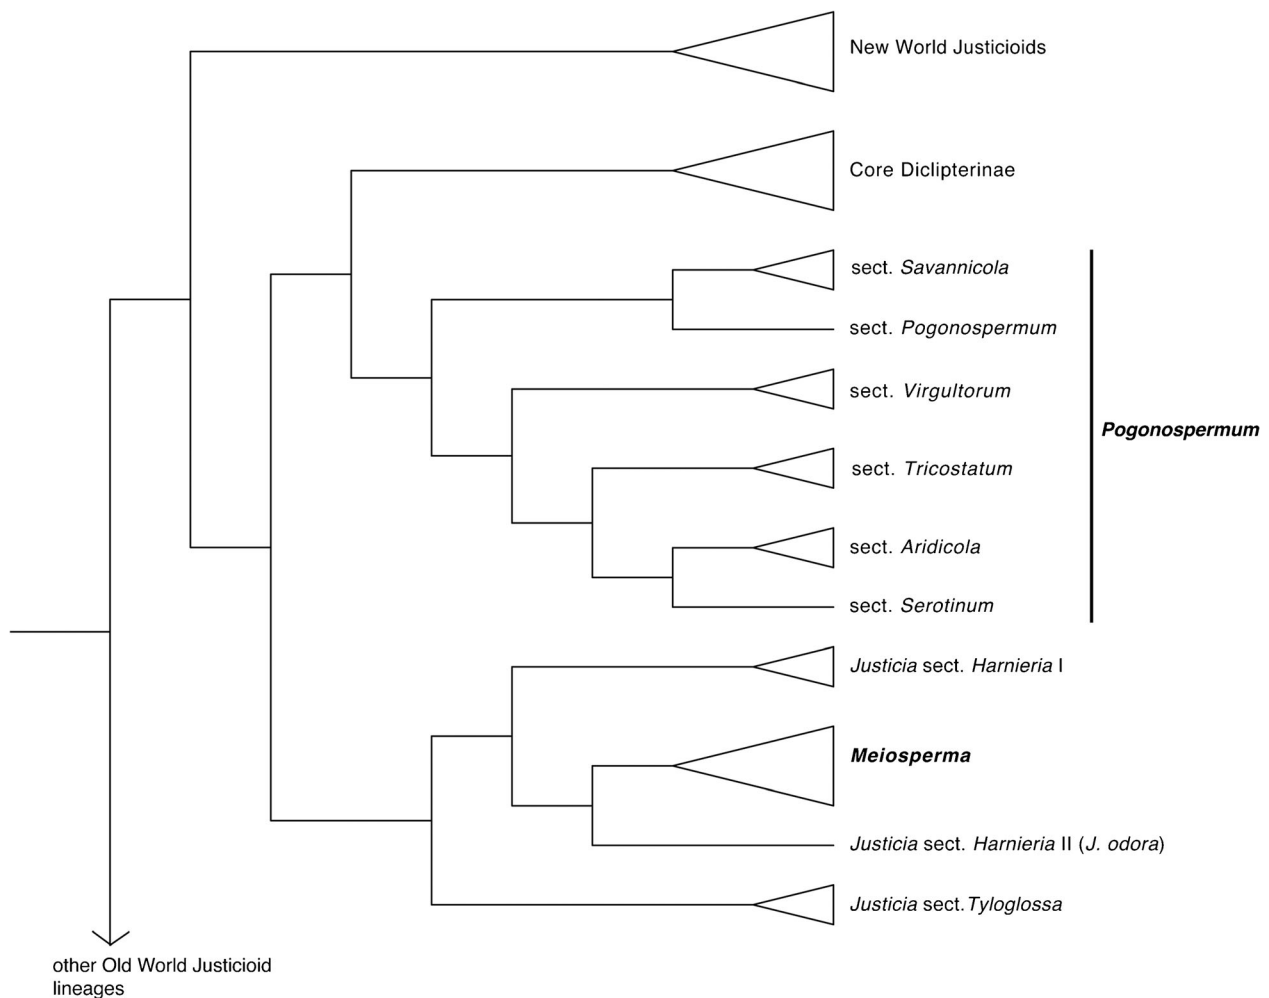 New World Justicioids
Core Diclipterinae
sect. Savannicola
sect. Pogonospermum
sect. Virgultorum
sect. Tricostatum
sect. Aridicola
sect. Serotinum
Pogonospermum
Justicia sect. Harnieria I
Meiosperma
Justicia sect. Harnieria II (J. odora)
Justicia sect.Tyloglossa
other Old World Justicioid
lineages